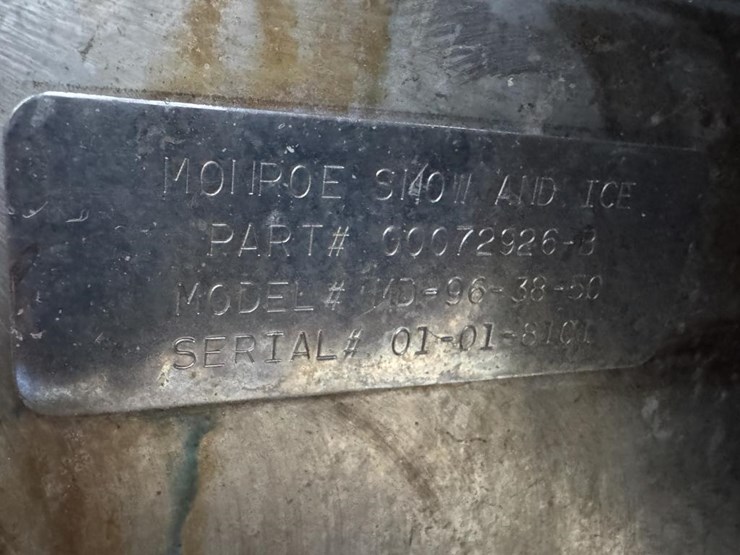 MONROE SNOW AND ICE
PART# 00072926-B
MODEL# MD-96-38-50
SERIAL# 01-01-8101